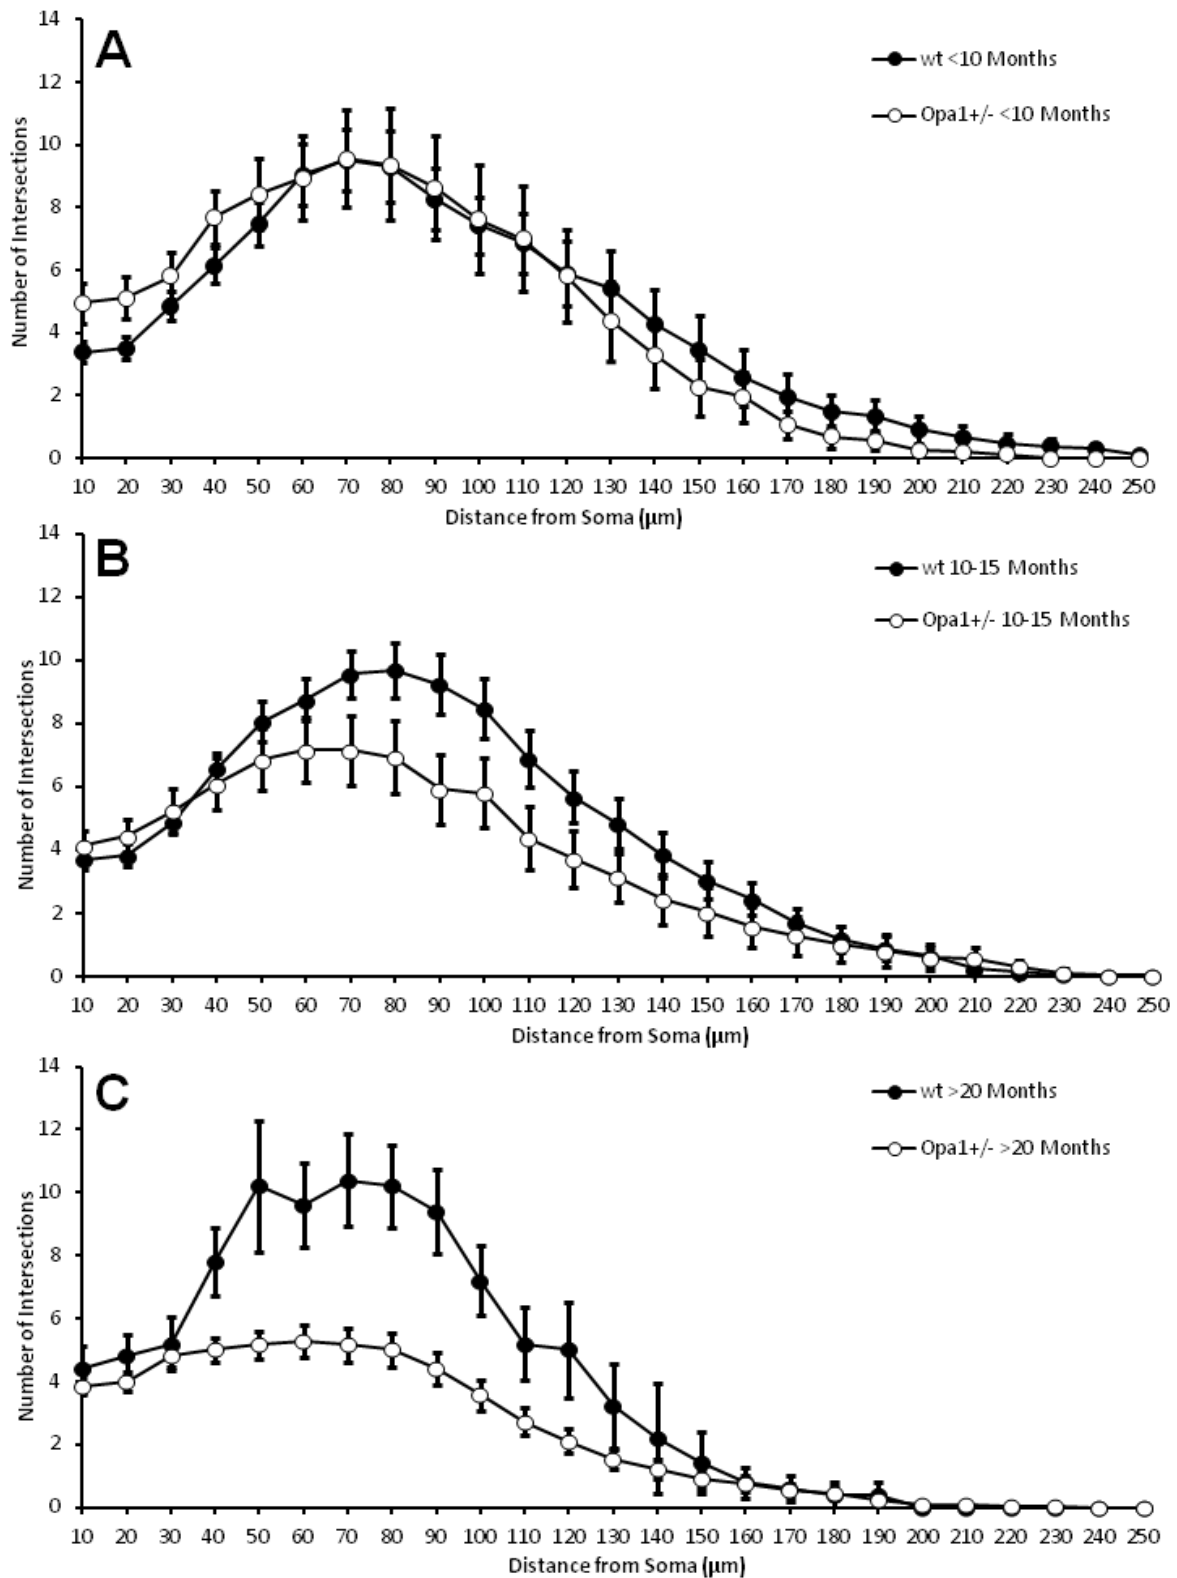 A
14
12
10
8
6
4
2
0
Number of Intersections
wt <10 Months
Opa1+/- <10 Months
10 20 30 40 50 60 70 80 90 100 110 120 130 140 150 160 170 180 190 200 210 220 230 240 250
Distance from Soma (µm)
B
14
12
10
8
6
4
2
0
Number of Intersections
wt 10-15 Months
Opa1+/- 10-15 Months
10 20 30 40 50 60 70 80 90 100 110 120 130 140 150 160 170 180 190 200 210 220 230 240 250
Distance from Soma (µm)
C
14
12
10
8
6
4
2
0
Number of Intersections
wt >20 Months
Opa1+/- >20 Months
10 20 30 40 50 60 70 80 90 100 110 120 130 140 150 160 170 180 190 200 210 220 230 240 250
Distance from Soma (µm)